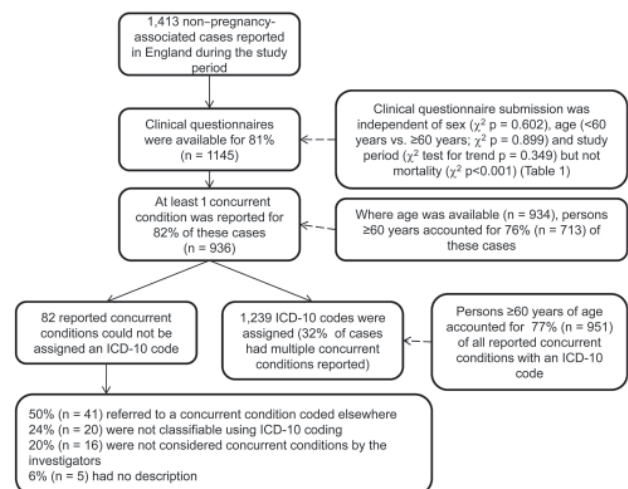 1,413 non–pregnancy-
associated cases reported
in England during the study
period
Clinical questionnaires
were available for 81%
(n = 1145)
Clinical questionnaire submission was
independent of sex (χ² p = 0.602), age (<60
years vs. ≥60 years; χ² p = 0.899) and study
period (χ² test for trend p = 0.349) but not
mortality (χ² p<0.001) (Table 1)
At least 1 concurrent
condition was reported for
82% of these cases
(n = 936)
Where age was available (n = 934), persons
≥60 years accounted for 76% (n = 713) of
these cases
82 reported concurrent
conditions could not be
assigned an ICD-10 code
1,239 ICD-10 codes were
assigned (32% of cases
had multiple concurrent
conditions reported)
Persons ≥60 years of age
accounted for 77% (n = 951)
of all reported concurrent
conditions with an ICD-10
code
50% (n = 41) referred to a concurrent condition coded elsewhere
24% (n = 20) were not classifiable using ICD-10 coding
20% (n = 16) were not considered concurrent conditions by the
investigators
6% (n = 5) had no description